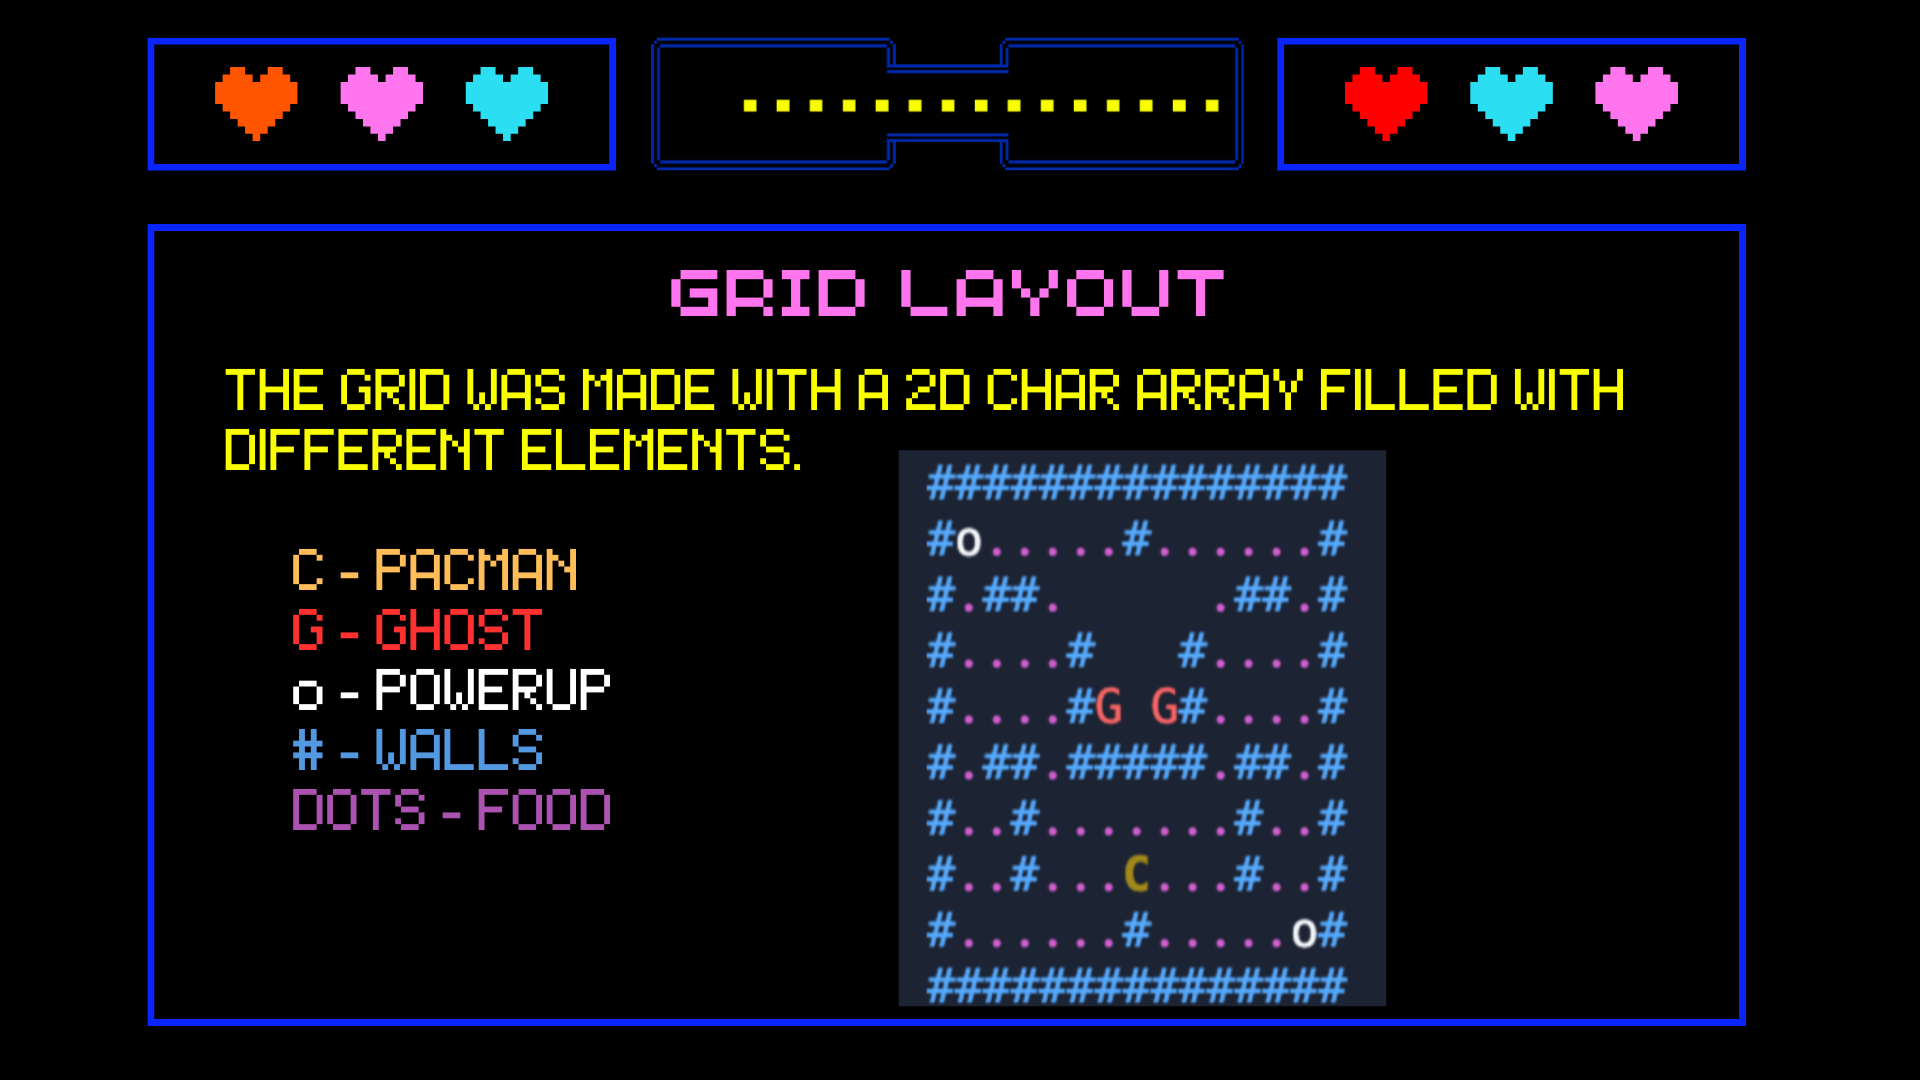 GRID LAYOUT
THE GRID WAS MADE WITH A 2D CHAR ARRAY FILLED WITH
DIFFERENT ELEMENTS.
C - PACMAN
G - GHOST
o - POWERUP
# - WALLS
DOTS - FOOD
###############
#o.....#......#
#.##.     .##.#
#....#   #....#
#....#G G#....#
#.##.#####.##.#
#..#.......#..#
#..#...C...#..#
#......#.....o#
###############